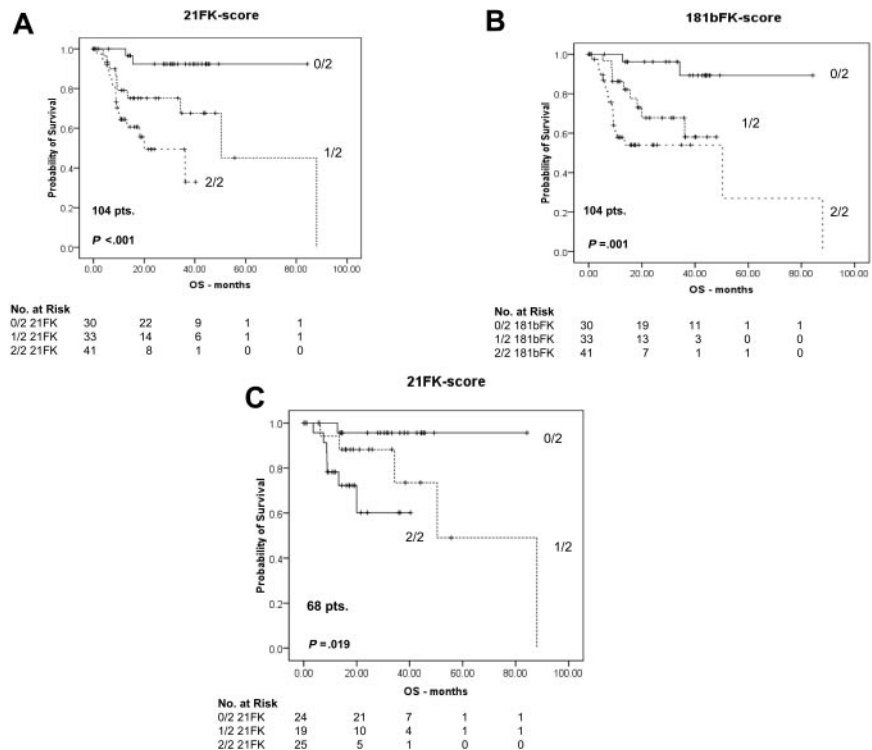 A
21FK-score
Probability of Survival
1.0
0.8
0.6
0.4
0.2
0.0
0/2
1/2
2/2
104 pts.
P <.001
0.00 20.00 40.00 60.00 80.00 100.00
OS - months
No. at Risk
0/2 21FK 30 22 9 1 1
1/2 21FK 33 14 6 1 1
2/2 21FK 41 8 1 0 0
B
181bFK-score
Probability of Survival
1.0
0.8
0.6
0.4
0.2
0.0
0/2
1/2
2/2
104 pts.
P =.001
0.00 20.00 40.00 60.00 80.00 100.00
OS - months
No. at Risk
0/2 181bFK 30 19 11 1 1
1/2 181bFK 33 13 3 0 0
2/2 181bFK 41 7 1 1 0
C
21FK-score
Probability of Survival
1.0
0.8
0.6
0.4
0.2
0.0
0/2
2/2
1/2
68 pts.
P =.019
0.00 20.00 40.00 60.00 80.00 100.00
OS - months
No. at Risk
0/2 21FK 24 21 7 1 1
1/2 21FK 19 10 4 1 1
2/2 21FK 25 5 1 0 0